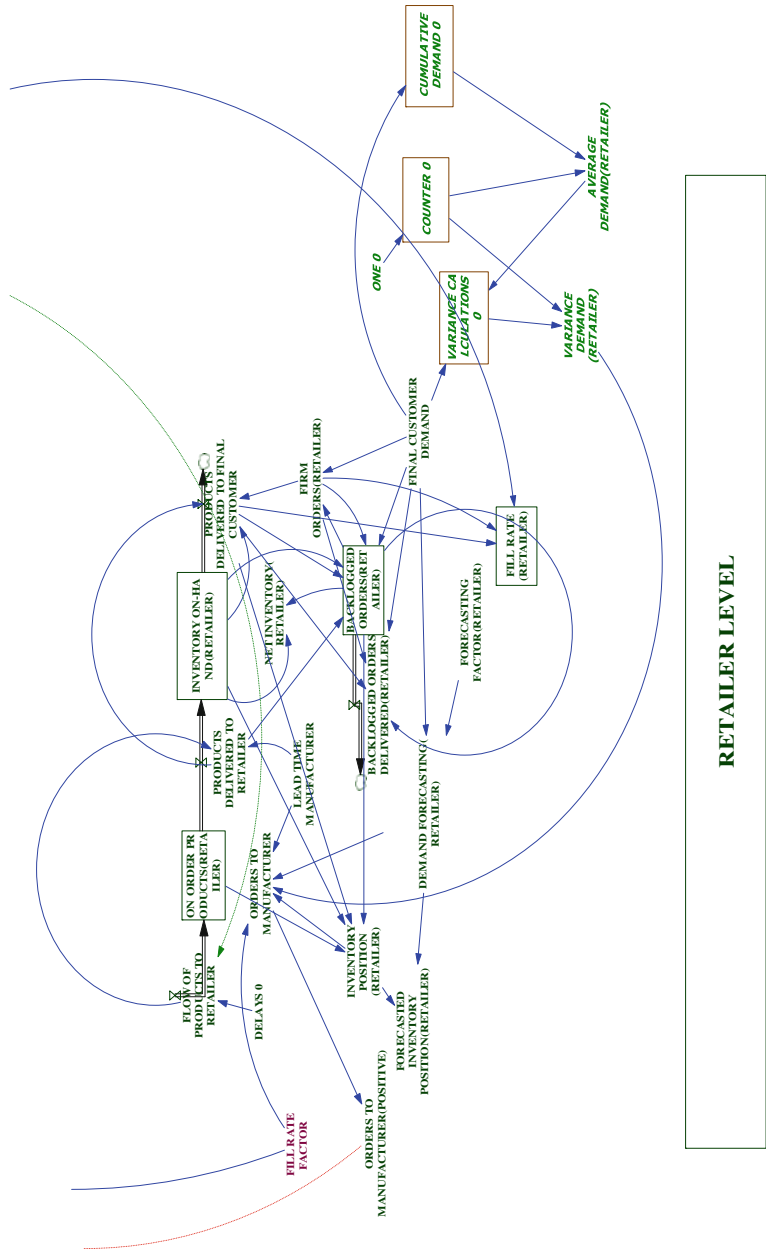 CUMULATIVE
DEMAND 0
COUNTER 0
ONE 0
AVERAGE
DEMAND(RETAILER)
VARIANCE CA
LCULATIONS
0
VARIANCE
DEMAND
(RETAILER)
PRODUCTS
DELIVERED TO FINAL
CUSTOMER
FIRM
ORDERS(RETAILER)
FINAL CUSTOMER
DEMAND
INVENTORY ON-HA
ND(RETAILER)
NET INVENTORY(
RETAILER)
BACKLOGGED
ORDERS(RET
AILER)
FILL RATE
(RETAILER)
BACKLOGGED ORDERS
DELIVERED(RETAILER)
FORECASTING
FACTOR(RETAILER)
PRODUCTS
DELIVERED TO
RETAILER
LEAD TIME
MANUFACTURER
DEMAND FORECASTING(
RETAILER)
ON ORDER PR
ODUCTS(RETA
ILER)
ORDERS TO
MANUFACTURER
FLOW OF
PRODUCTS TO
RETAILER
DELAYS 0
INVENTORY
POSITION
(RETAILER)
FORECASTED
INVENTORY
POSITION(RETAILER)
FILL RATE
FACTOR
ORDERS TO
MANUFACTURER(POSITIVE)
RETAILER LEVEL